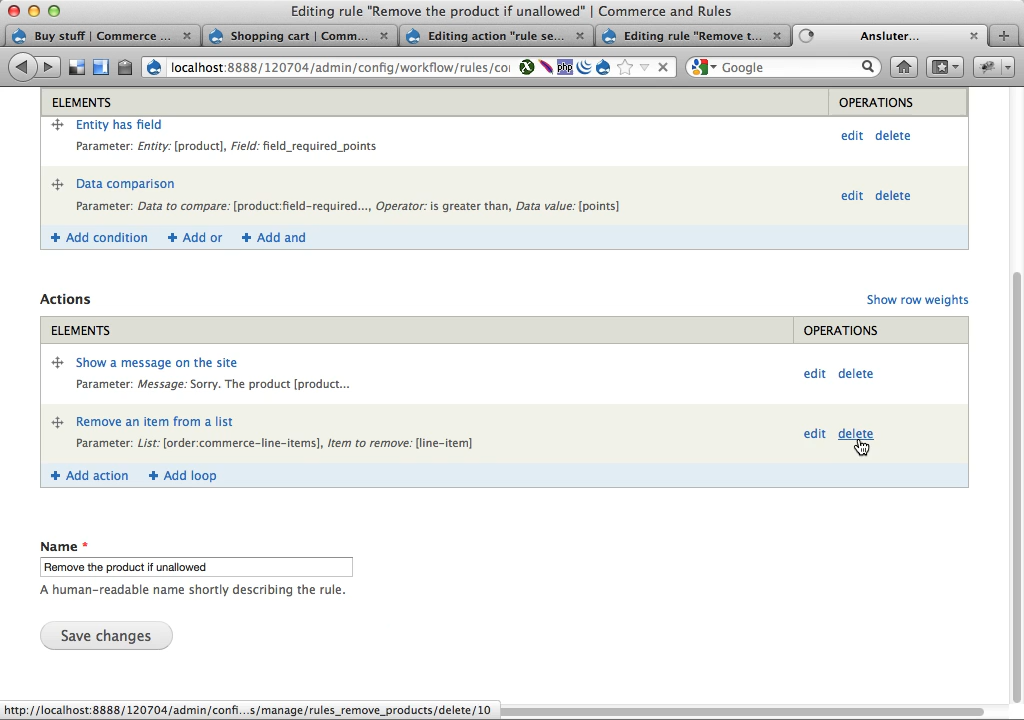 Editing rule "Remove the product if unallowed" | Commerce and Rules
Buy stuff | Commerce ...
Shopping cart | Comm...
Editing action "rule se...
Editing rule "Remove t...
Ansluter...
localhost:8888/120704/admin/config/workflow/rules/co
php
Google
ELEMENTS
OPERATIONS
Entity has field
Parameter: Entity: [product], Field: field_required_points
edit delete
Data comparison
Parameter: Data to compare: [product:field-required..., Operator: is greater than, Data value: [points]
edit delete
Add condition
Add or
Add and
Actions
Show row weights
ELEMENTS
OPERATIONS
Show a message on the site
Parameter: Message: Sorry. The product [product...
edit delete
Remove an item from a list
Parameter: List: [order:commerce-line-items], Item to remove: [line-item]
edit delete
Add action
Add loop
Name *
Remove the product if unallowed
A human-readable name shortly describing the rule.
Save changes
http://localhost:8888/120704/admin/confi...s/manage/rules_remove_products/delete/10